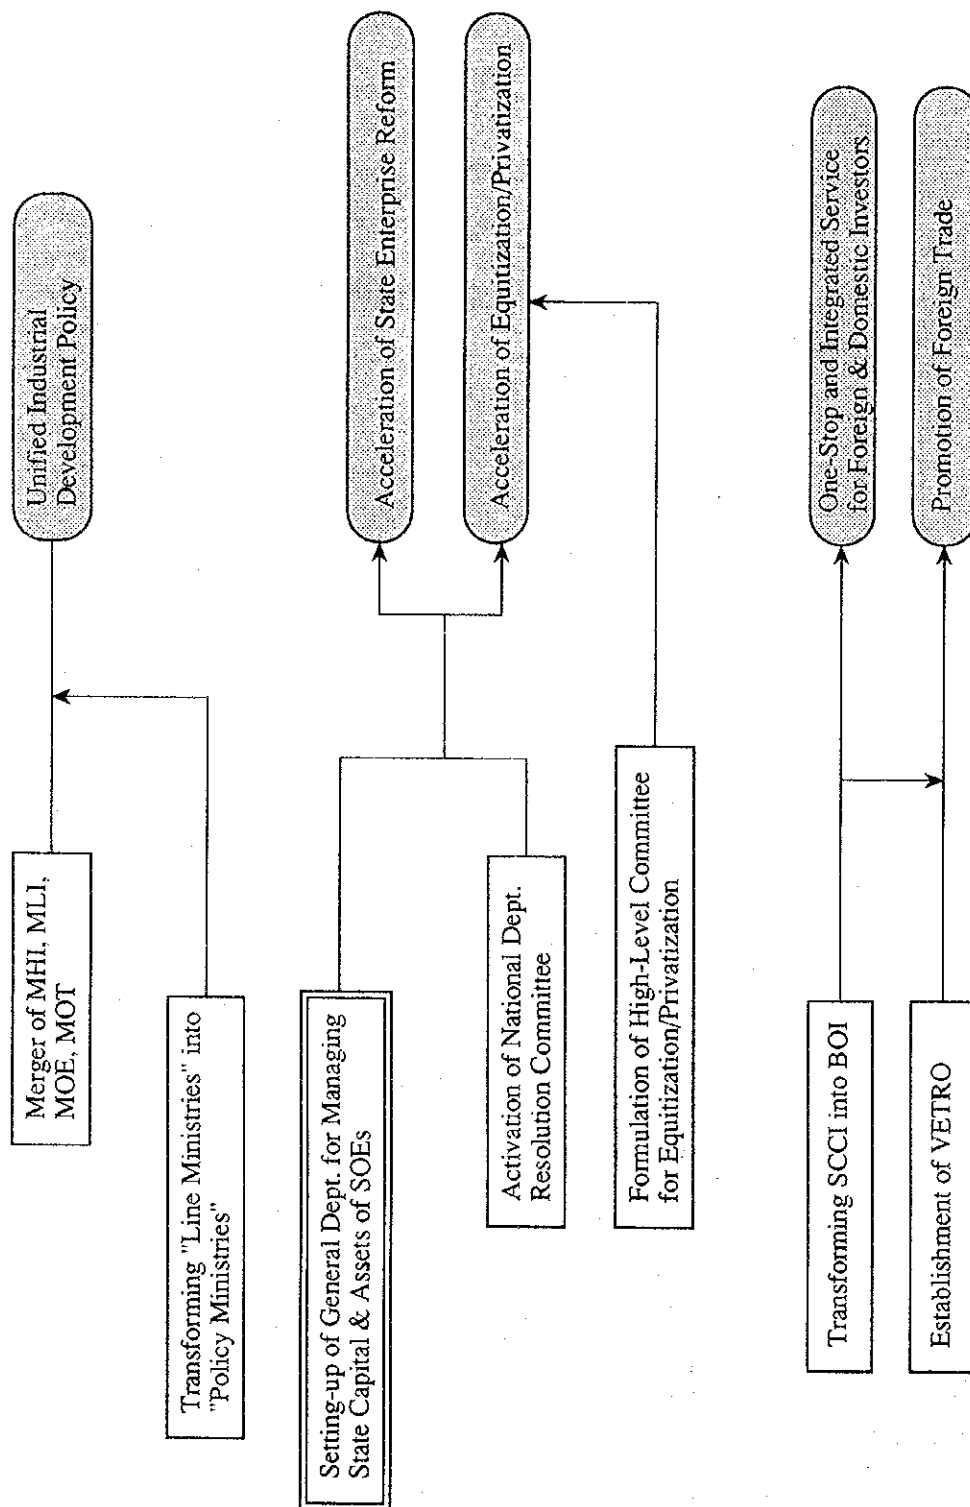 Merger of MHI, MLI,
MOE, MOT
Unified Industrial
Development Policy
Transforming "Line Ministries" into
"Policy Ministries"
Setting-up of General Dept. for Managing
State Capital & Assets of SOEs
Acceleration of State Enterprise Reform
Acceleration of Equitization/Privatization
Activation of National Dept.
Resolution Committee
Formulation of High-Level Committee
for Equitization/Privatization
Transforming SCCI into BOI
One-Stop and Integrated Service
for Foreign & Domestic Investors
Establishment of VETRO
Promotion of Foreign Trade